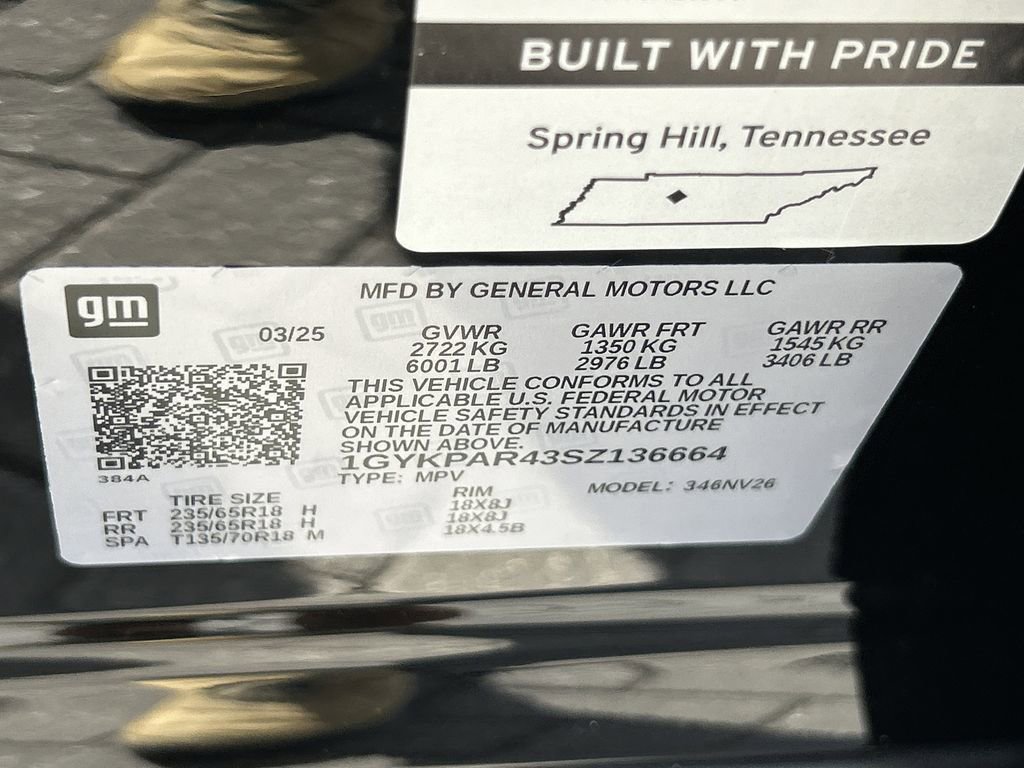 BUILT WITH PRIDE
Spring Hill, Tennessee
gm
MFD BY GENERAL MOTORS LLC
03/25 GVWR GAWR FRT GAWR RR
2722 KG 1350 KG 1545 KG
6001 LB 2976 LB 3406 LB
THIS VEHICLE CONFORMS TO ALL
APPLICABLE U.S. FEDERAL MOTOR
VEHICLE SAFETY STANDARDS IN EFFECT
ON THE DATE OF MANUFACTURE
SHOWN ABOVE.
1GYKPAR43SZ136664
384A TYPE: MPV MODEL: 346NV26
TIRE SIZE RIM
FRT 235/65R18 H 18X8J
RR 235/65R18 H 18X8J
SPA T135/70R18 M 18X4.5B